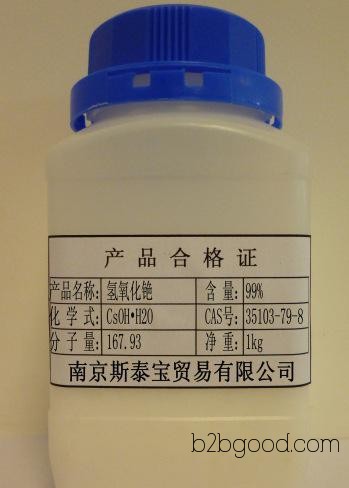 产品合格证
产品名称: 氢氧化铯 含量: 99%
化学式: CsOH•H2O CAS号: 35103-79-8
分子量: 167.93 净重: 1kg
南京斯泰宝贸易有限公司
b2bgood.com